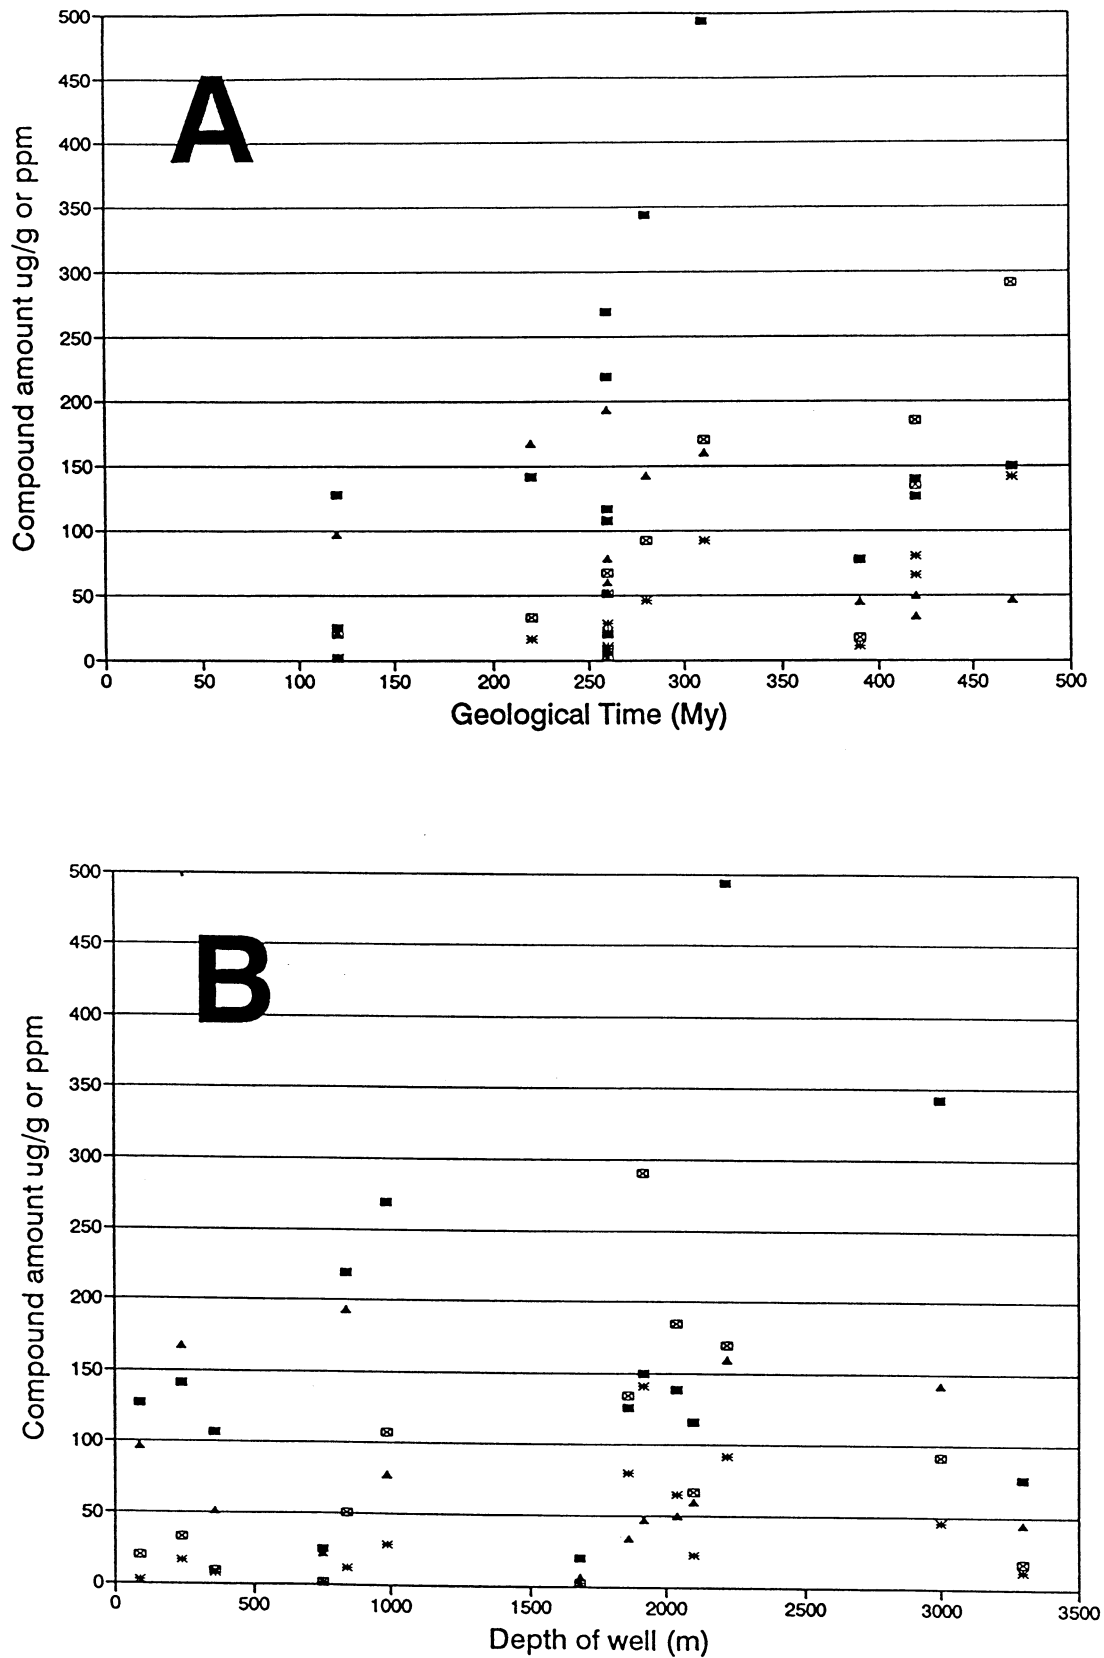 A
Compound amount ug/g or ppm
500
450
400
350
300
250
200
150
100
50
0
0 50 100 150 200 250 300 350 400 450 500
Geological Time (My)
B
Compound amount ug/g or ppm
500
450
400
350
300
250
200
150
100
50
0
0 500 1000 1500 2000 2500 3000 3500
Depth of well (m)